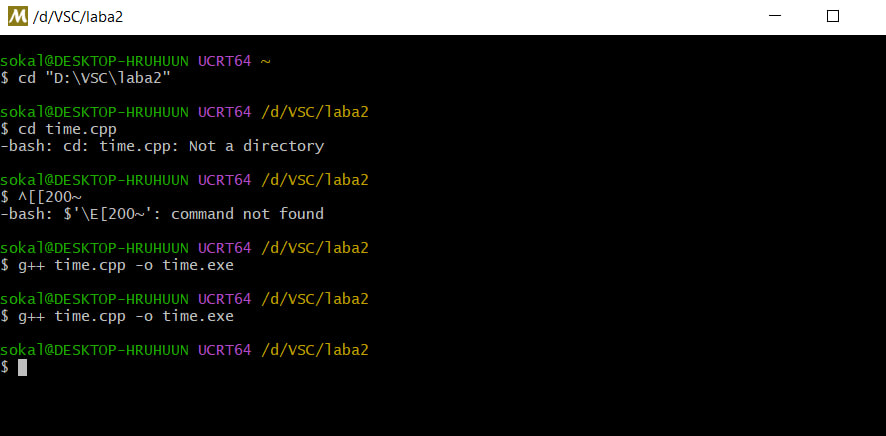 M /d/VSC/laba2
sokal@DESKTOP-HRUHUUN UCRT64 ~
$ cd "D:\VSC\laba2"
sokal@DESKTOP-HRUHUUN UCRT64 /d/VSC/laba2
$ cd time.cpp
-bash: cd: time.cpp: Not a directory
sokal@DESKTOP-HRUHUUN UCRT64 /d/VSC/laba2
$ ^[[200~
-bash: $'\E[200~': command not found
sokal@DESKTOP-HRUHUUN UCRT64 /d/VSC/laba2
$ g++ time.cpp -o time.exe
sokal@DESKTOP-HRUHUUN UCRT64 /d/VSC/laba2
$ g++ time.cpp -o time.exe
sokal@DESKTOP-HRUHUUN UCRT64 /d/VSC/laba2
$